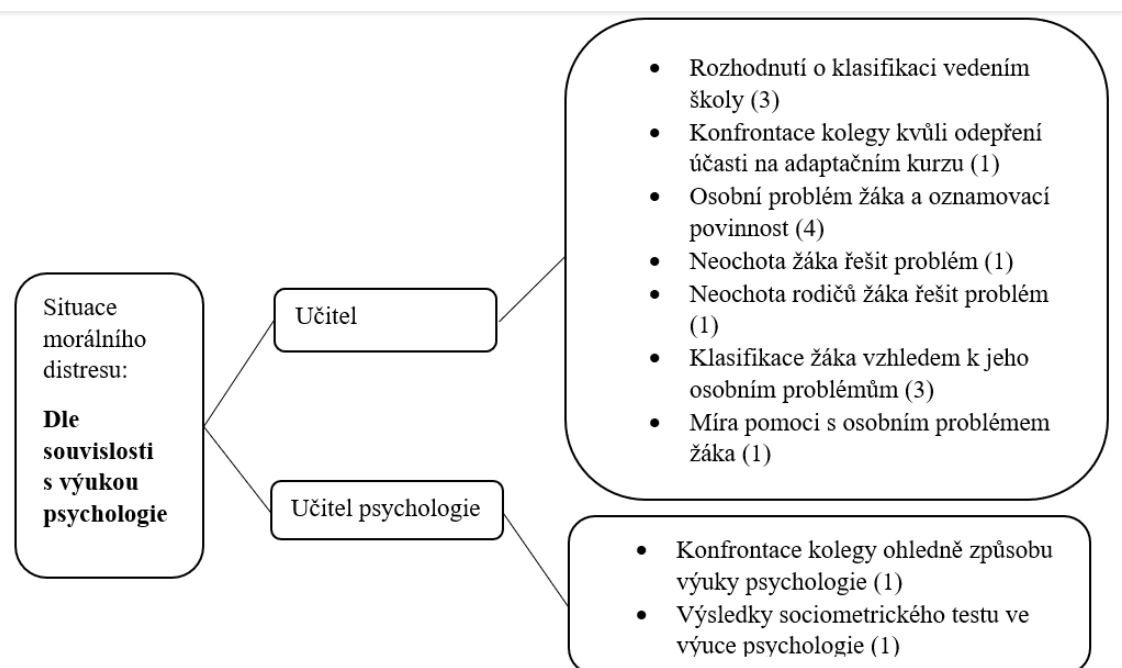 Situace
morálního
distresu:
Dle
souvislosti
s výukou
psychologie
Učitel
Učitel psychologie
• Rozhodnutí o klasifikaci vedením
školy (3)
• Konfrontace kolegy kvůli odepření
účasti na adaptačním kurzu (1)
• Osobní problém žáka a oznamovací
povinnost (4)
• Neochota žáka řešit problém (1)
• Neochota rodičů žáka řešit problém
(1)
• Klasifikace žáka vzhledem k jeho
osobním problémům (3)
• Míra pomoci s osobním problémem
žáka (1)
• Konfrontace kolegy ohledně způsobu
výuky psychologie (1)
• Výsledky sociometrického testu ve
výuce psychologie (1)